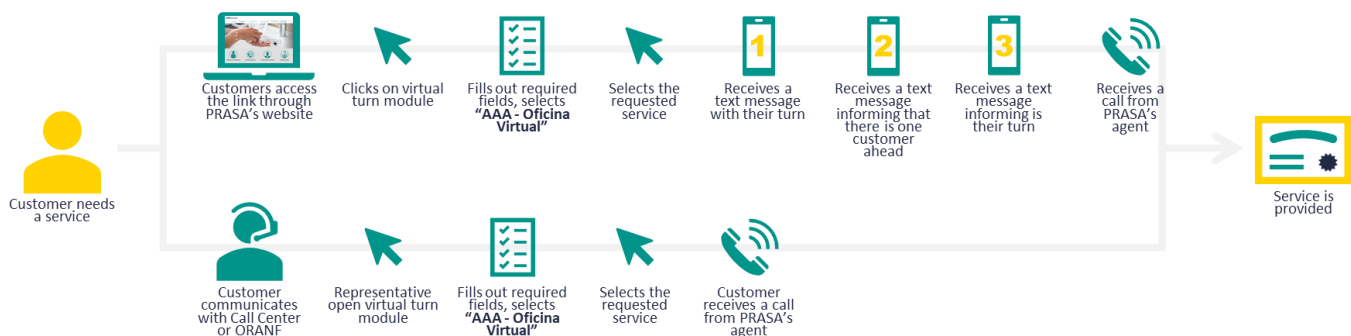 Customers access
the link through
PRASA's website
Clicks on virtual
turn module
Fills out required
fields, selects
"AAA - Oficina
Virtual"
Selects the
requested
service
1
Receives a
text message
with their turn
2
Receives a text
message
informing that
there is one
customer
ahead
3
Receives a text
message
informing is
their turn
Receives a
call from
PRASA's
agent
Customer needs
a service
Service is
provided
Customer
communicates
with Call Center
or ORANF
Representative
open virtual turn
module
Fills out required
fields, selects
"AAA - Oficina
Virtual"
Selects the
requested
service
Customer
receives a call
from PRASA's
agent